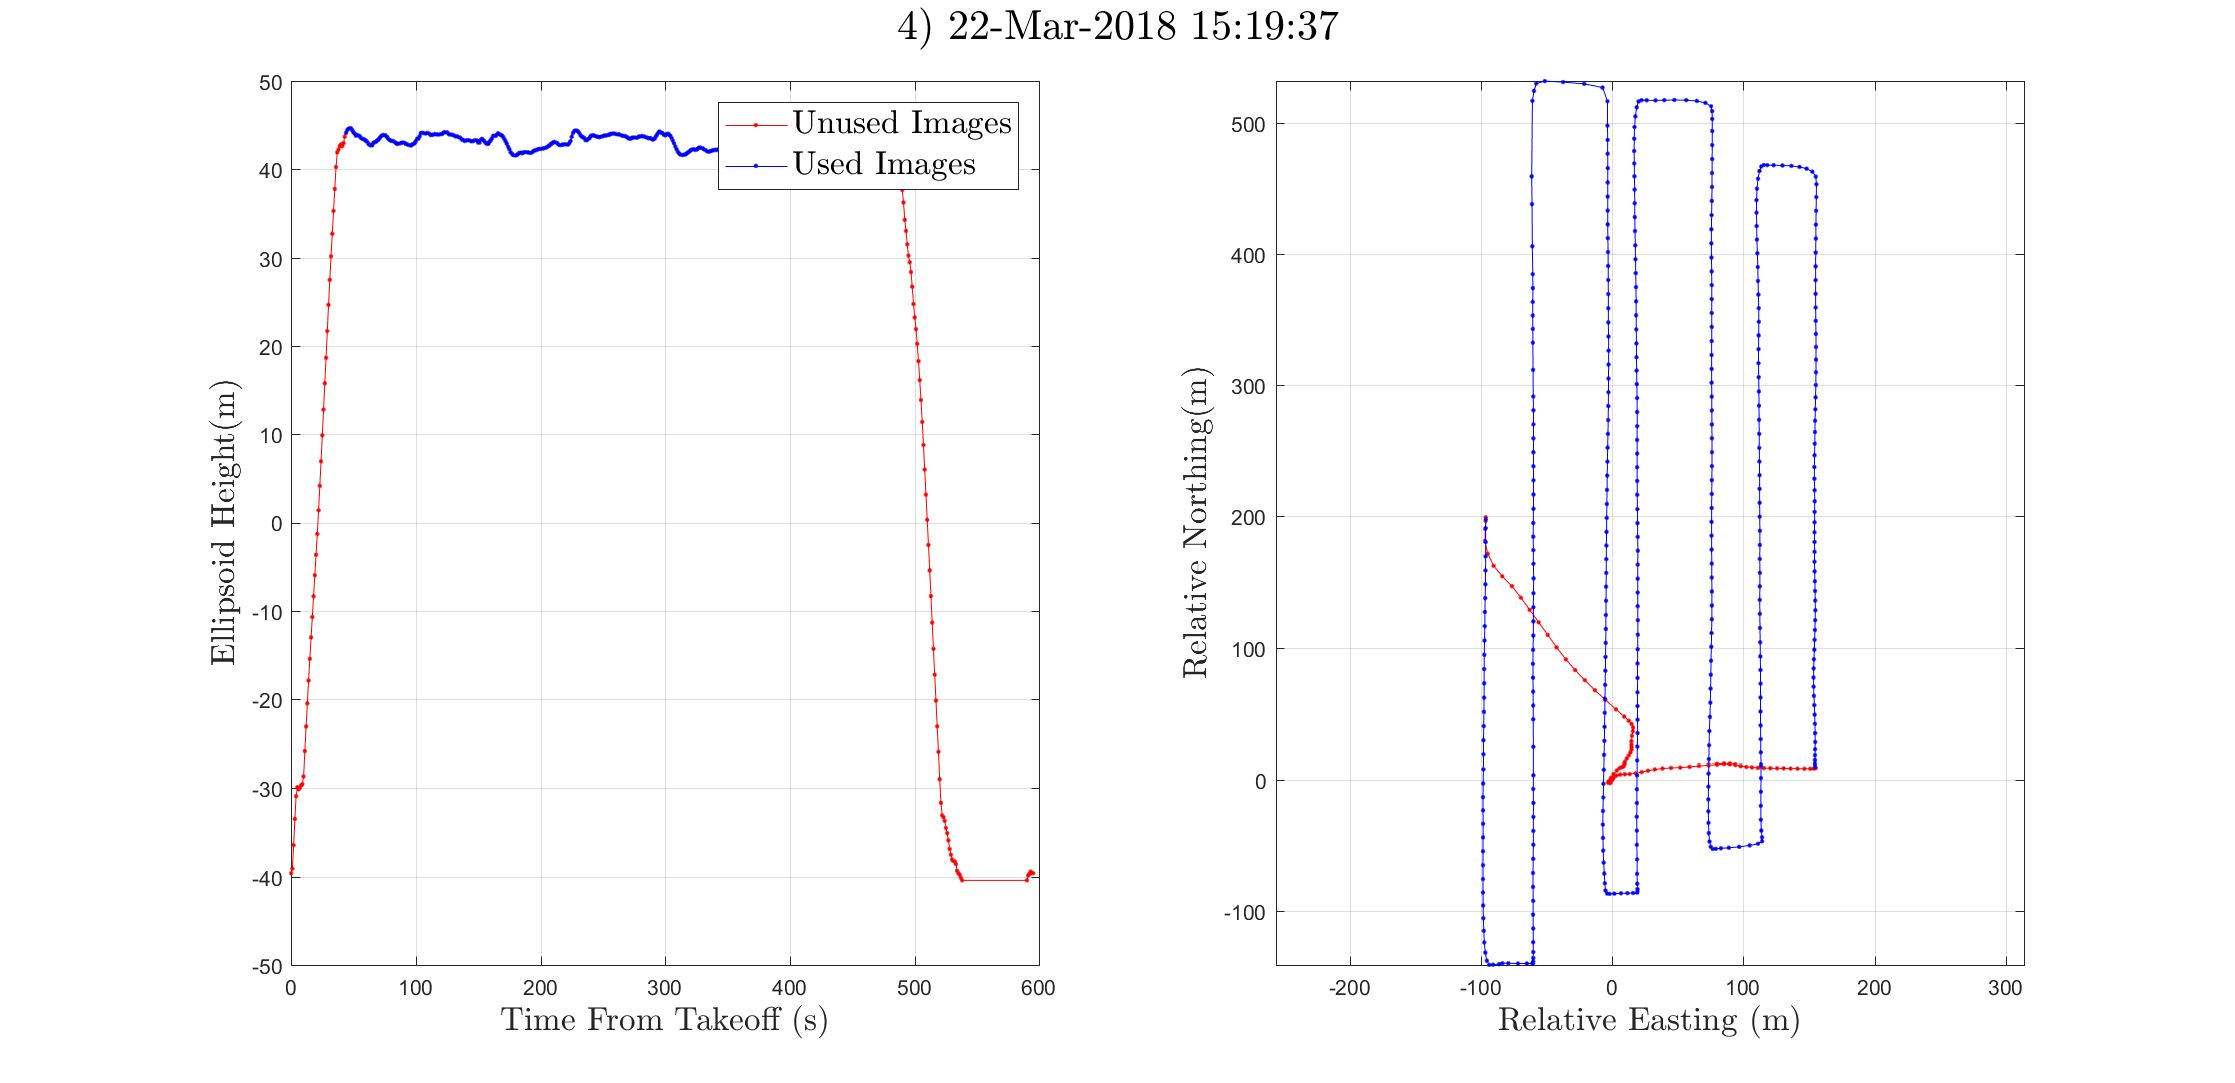 4) 22-Mar-2018 15:19:37
50
40
30
20
10
0
-10
-20
-30
-40
-50
Ellipsoid Height(m)
Unused Images
Used Images
0 100 200 300 400 500 600
Time From Takeoff (s)
500
400
300
200
100
0
-100
Relative Northing(m)
-200 -100 0 100 200 300
Relative Easting (m)